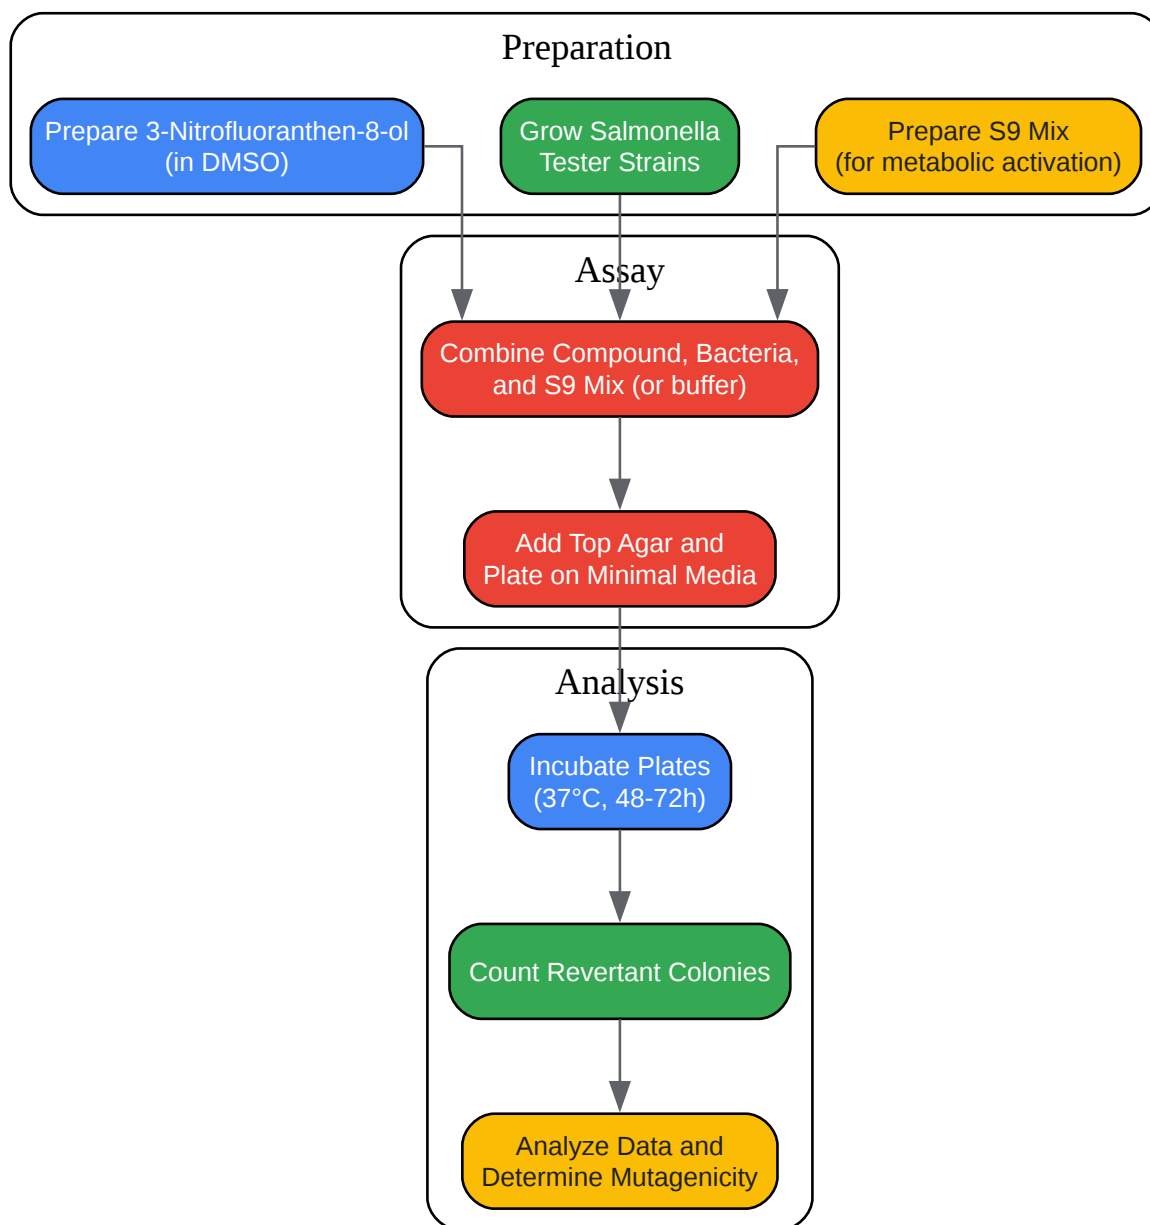 Preparation
Prepare 3-Nitrofluoranthen-8-ol
(in DMSO)
Grow Salmonella
Tester Strains
Prepare S9 Mix
(for metabolic activation)
Assay
Combine Compound, Bacteria,
and S9 Mix (or buffer)
Add Top Agar and
Plate on Minimal Media
Analysis
Incubate Plates
(37°C, 48-72h)
Count Revertant Colonies
Analyze Data and
Determine Mutagenicity